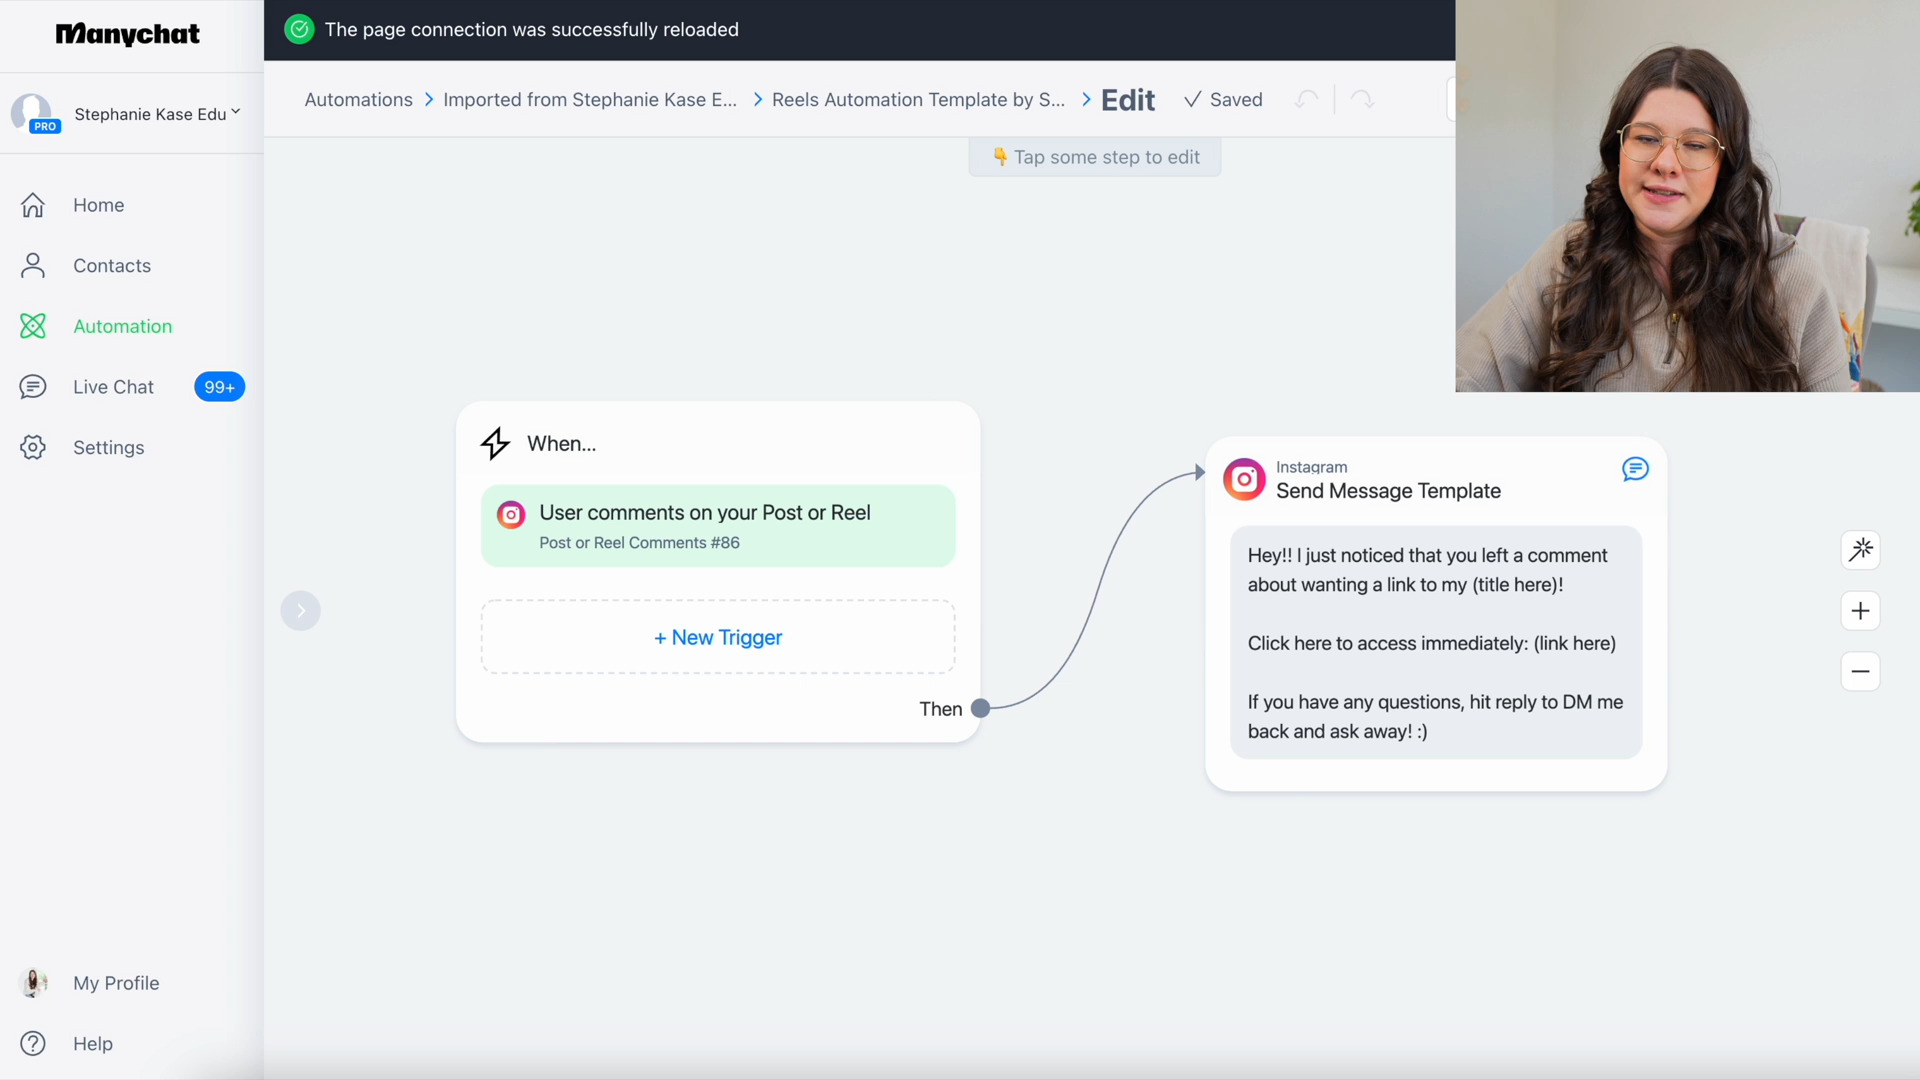 Manychat
The page connection was successfully reloaded
PRO
Stephanie Kase Edu
Automations
Imported from Stephanie Kase E...
Reels Automation Template by S...
Edit
Saved
👇 Tap some step to edit
Home
Contacts
Automation
Live Chat
99+
Settings
When...
User comments on your Post or Reel
Post or Reel Comments #86
+ New Trigger
Then
Instagram
Send Message Template
Hey!! I just noticed that you left a comment
about wanting a link to my (title here)!
Click here to access immediately: (link here)
If you have any questions, hit reply to DM me
back and ask away! :)
My Profile
Help